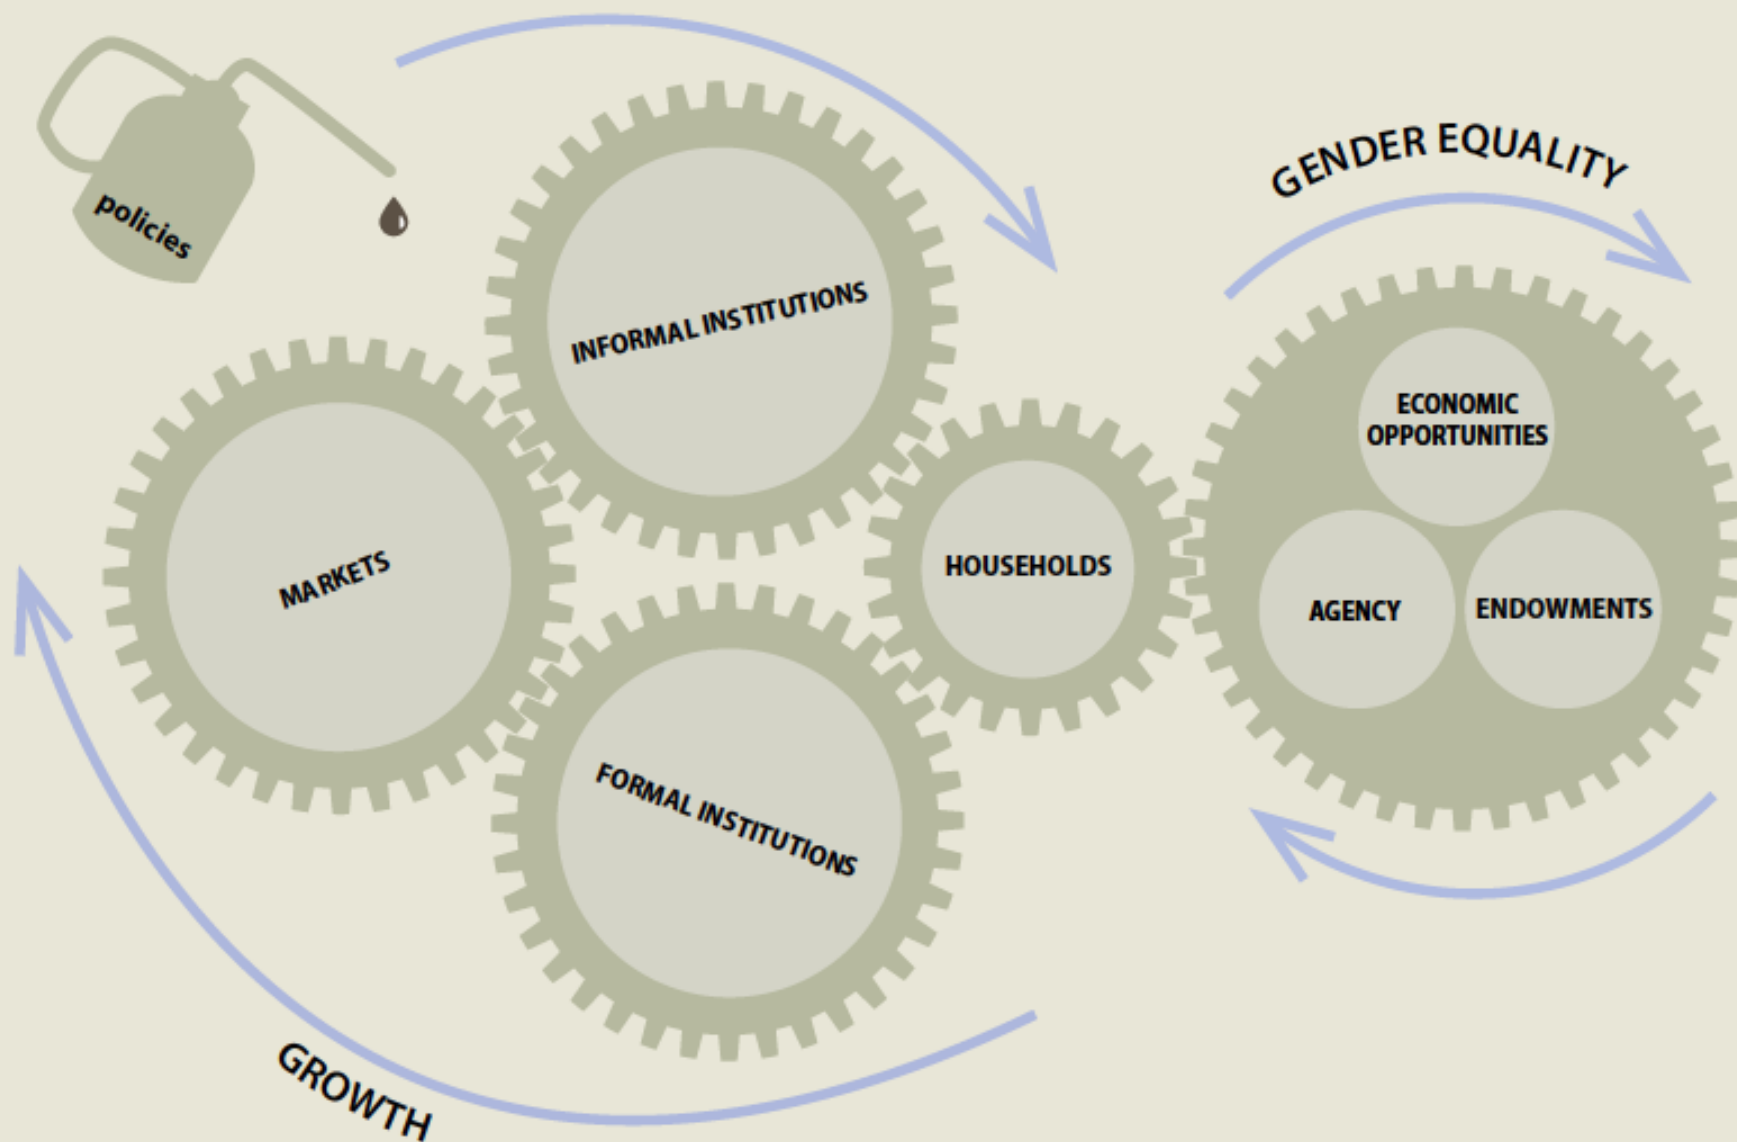 policies
INFORMAL INSTITUTIONS
GENDER EQUALITY
ECONOMIC
OPPORTUNITIES
MARKETS
HOUSEHOLDS
AGENCY
ENDOWMENTS
FORMAL INSTITUTIONS
GROWTH